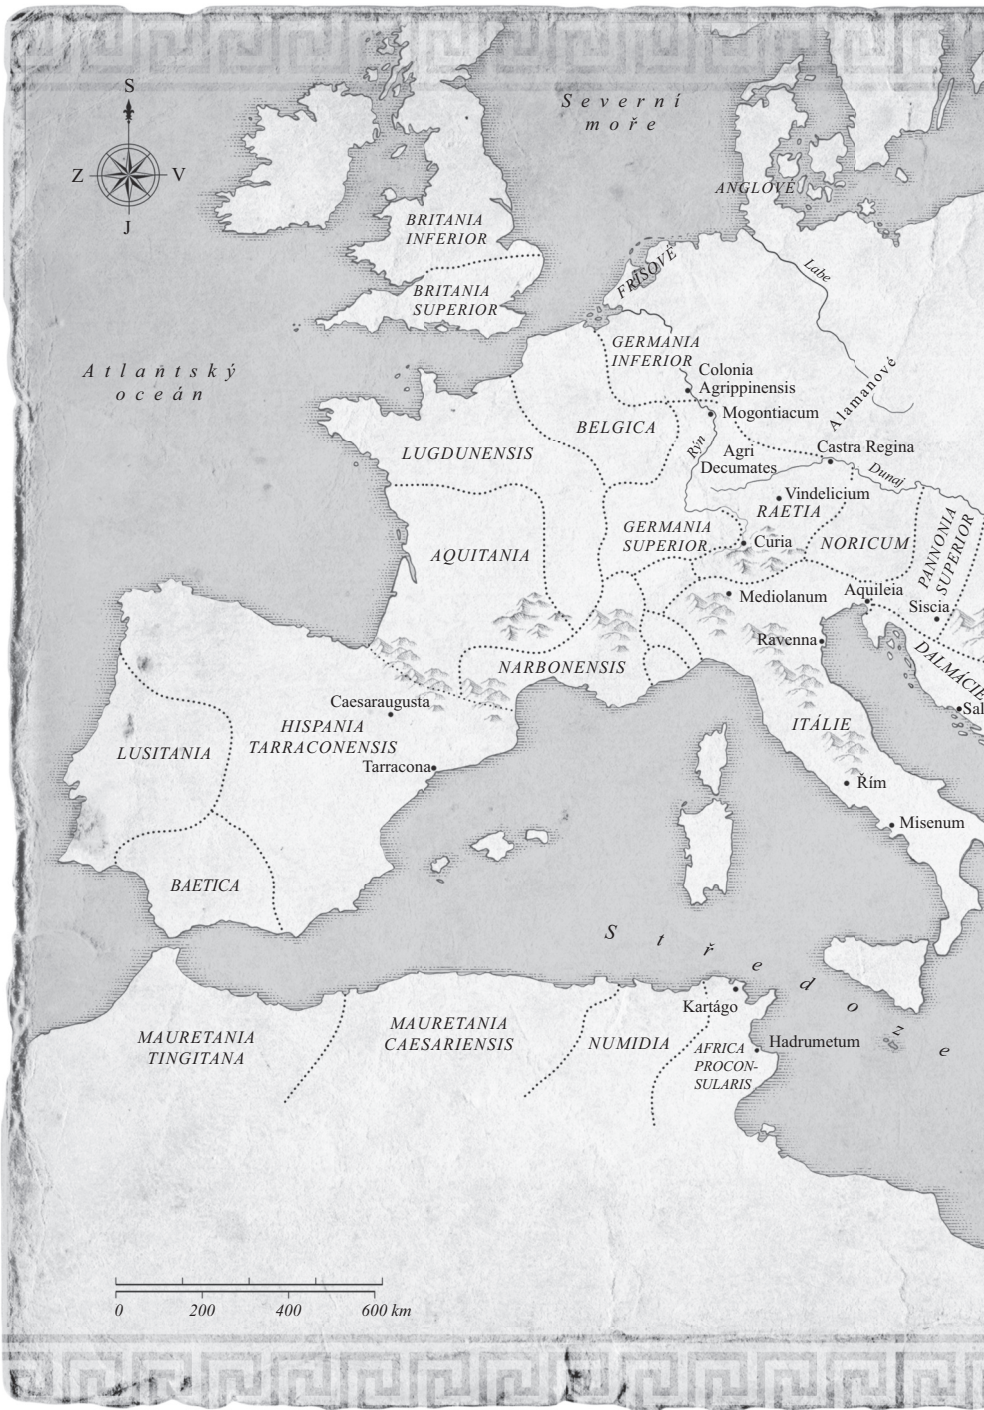 S
Z
V
J
Severní
moře
ANGLOVÉ
BRITANIA
INFERIOR
BRITANIA
SUPERIOR
FRÍSOVÉ
Labe
Atlantský
oceán
GERMANIA
INFERIOR
Colonia
Agrippinensis
Mogontiacum
Alamanové
BELGICA
LUGDUNENSIS
Rýn
Agri
Decumates
Castra Regina
Dunaj
Vindelicium
RAETIA
GERMANIA
SUPERIOR
Curia
NORICUM
PANNONIA
SUPERIOR
AQUITANIA
Mediolanum
Aquileia
Siscia
Ravenna
DALMACIE
Sal
NARBONENSIS
Caesaraugusta
HISPANIA
TARRACONENSIS
Tarracona
LUSITANIA
ITÁLIE
Řím
Misenum
BAETICA
Středoze
Kartágo
Hadrumetum
MAURETANIA
TINGITANA
MAURETANIA
CAESARIENSIS
NUMIDIA
AFRICA
PROCON-
SULARIS
0 200 400 600 km